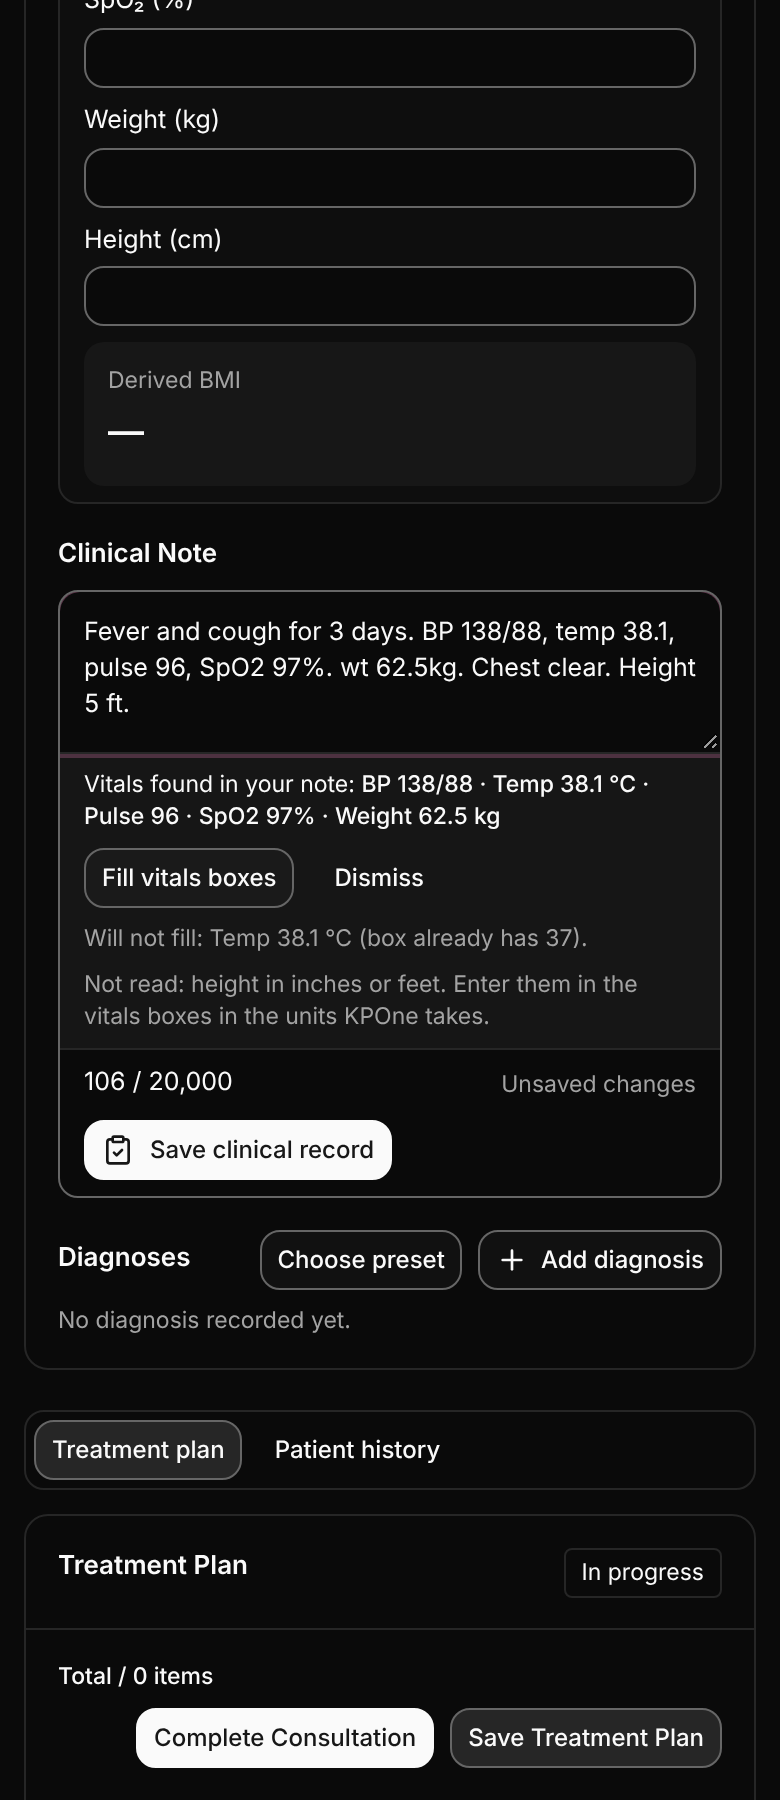 SpO₂ (%)
Weight (kg)
Height (cm)
Derived BMI
—
Clinical Note
Fever and cough for 3 days. BP 138/88, temp 38.1,
pulse 96, SpO2 97%. wt 62.5kg. Chest clear. Height
5 ft.
Vitals found in your note: BP 138/88 · Temp 38.1 °C ·
Pulse 96 · SpO2 97% · Weight 62.5 kg
Fill vitals boxes
Dismiss
Will not fill: Temp 38.1 °C (box already has 37).
Not read: height in inches or feet. Enter them in the
vitals boxes in the units KPOne takes.
106 / 20,000
Unsaved changes
Save clinical record
Diagnoses
Choose preset
Add diagnosis
No diagnosis recorded yet.
Treatment plan
Patient history
Treatment Plan
In progress
Total / 0 items
Complete Consultation
Save Treatment Plan